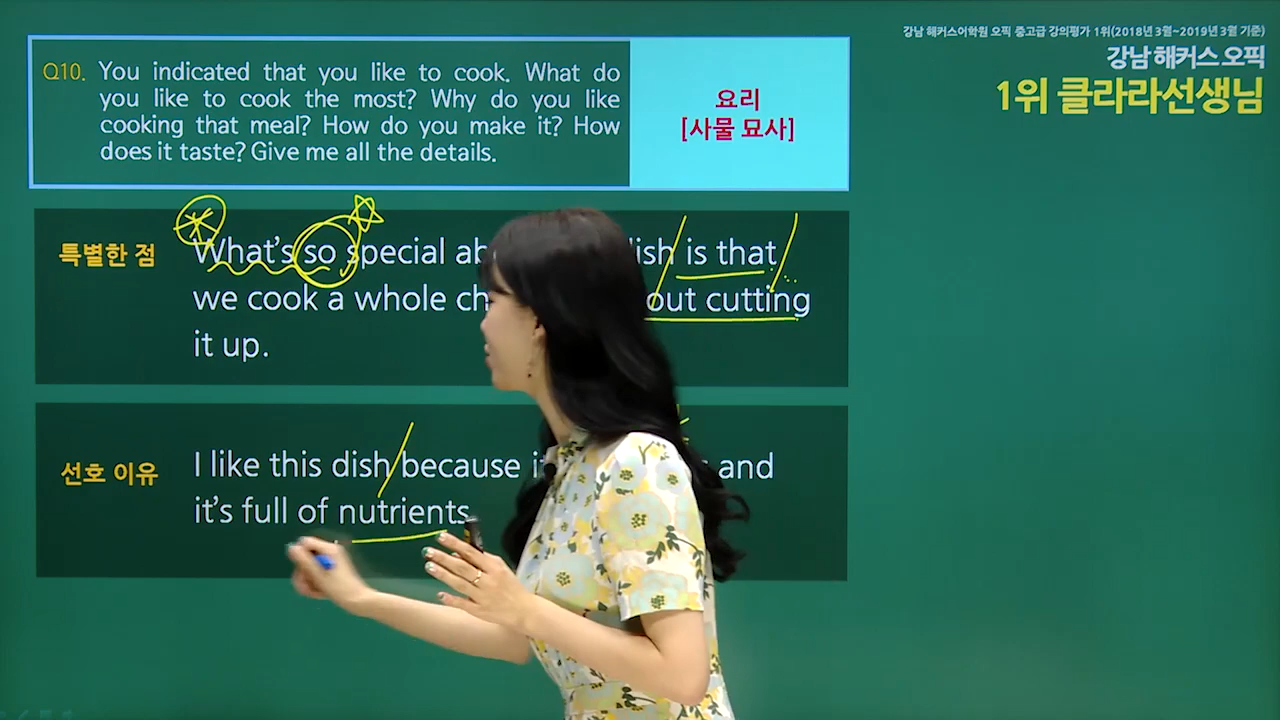 강남 해커스어학원 오픽 중고급 강의평가 1위(2018년 3월~2019년 3월 기준)
강남 해커스 오픽
1위 클라라선생님
Q10. You indicated that you like to cook. What do
you like to cook the most? Why do you like
cooking that meal? How do you make it? How
does it taste? Give me all the details.
요리
[사물 묘사]
특별한 점
What's so special is that
we cook a whole cutting
it up.
선호 이유
I like this dish because and
it's full of nutrients